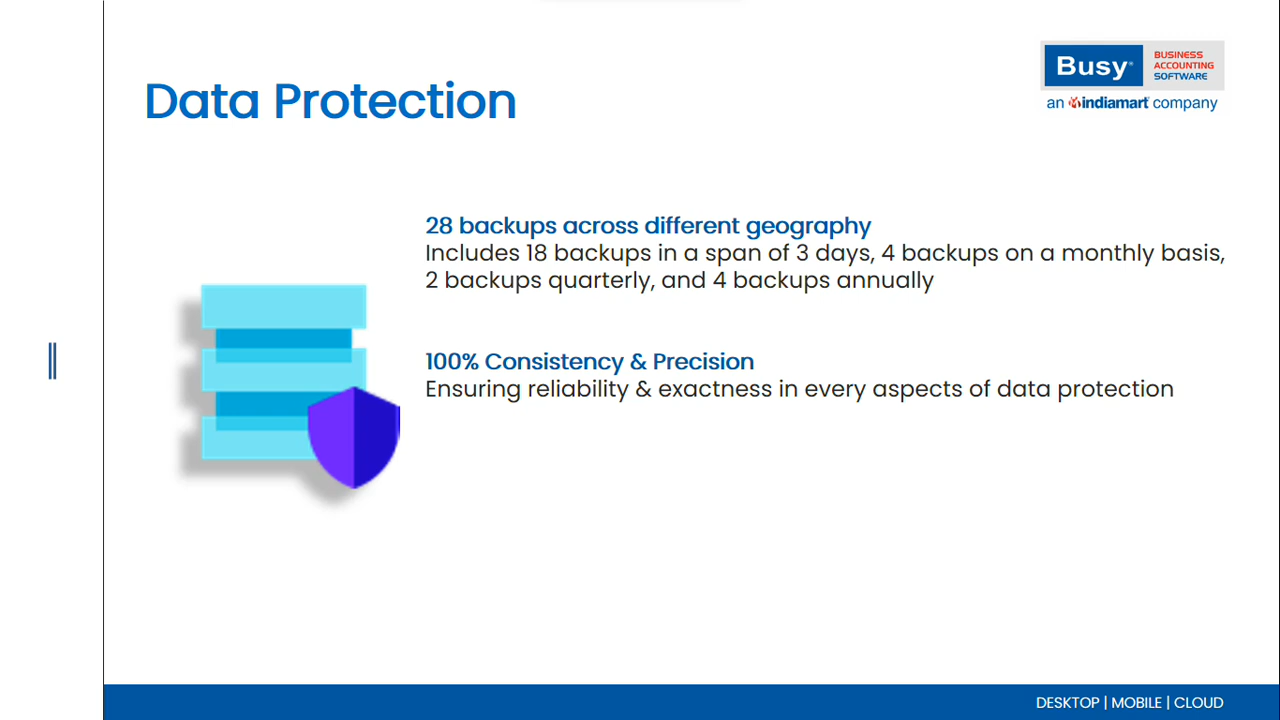 Data Protection
Busy®
BUSINESS
ACCOUNTING
SOFTWARE
an indiamart company
28 backups across different geography
Includes 18 backups in a span of 3 days, 4 backups on a monthly basis,
2 backups quarterly, and 4 backups annually
100% Consistency & Precision
Ensuring reliability & exactness in every aspects of data protection
DESKTOP | MOBILE | CLOUD